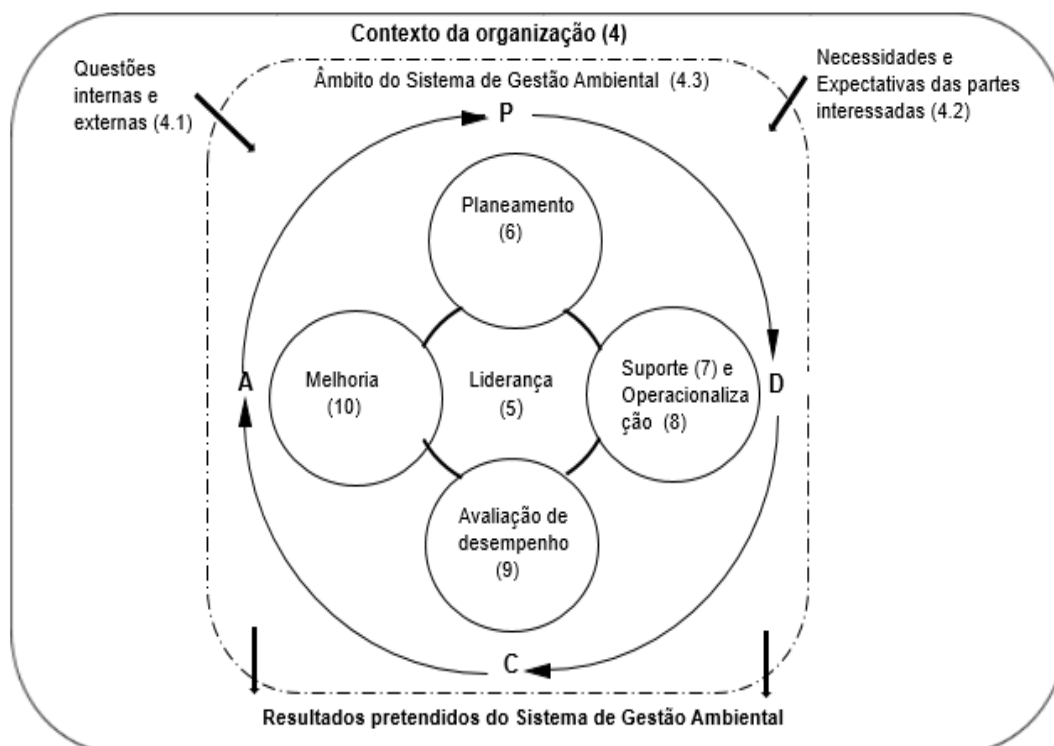 Contexto da organização (4)
Questões
internas e
externas (4.1)
Âmbito do Sistema de Gestão Ambiental (4.3)
Necessidades e
Expectativas das partes
interessadas (4.2)
P
Planeamento
(6)
A
Melhoria
(10)
Liderança
(5)
Suporte (7) e
Operacionaliza
ção (8)
D
Avaliação de
desempenho
(9)
C
Resultados pretendidos do Sistema de Gestão Ambiental